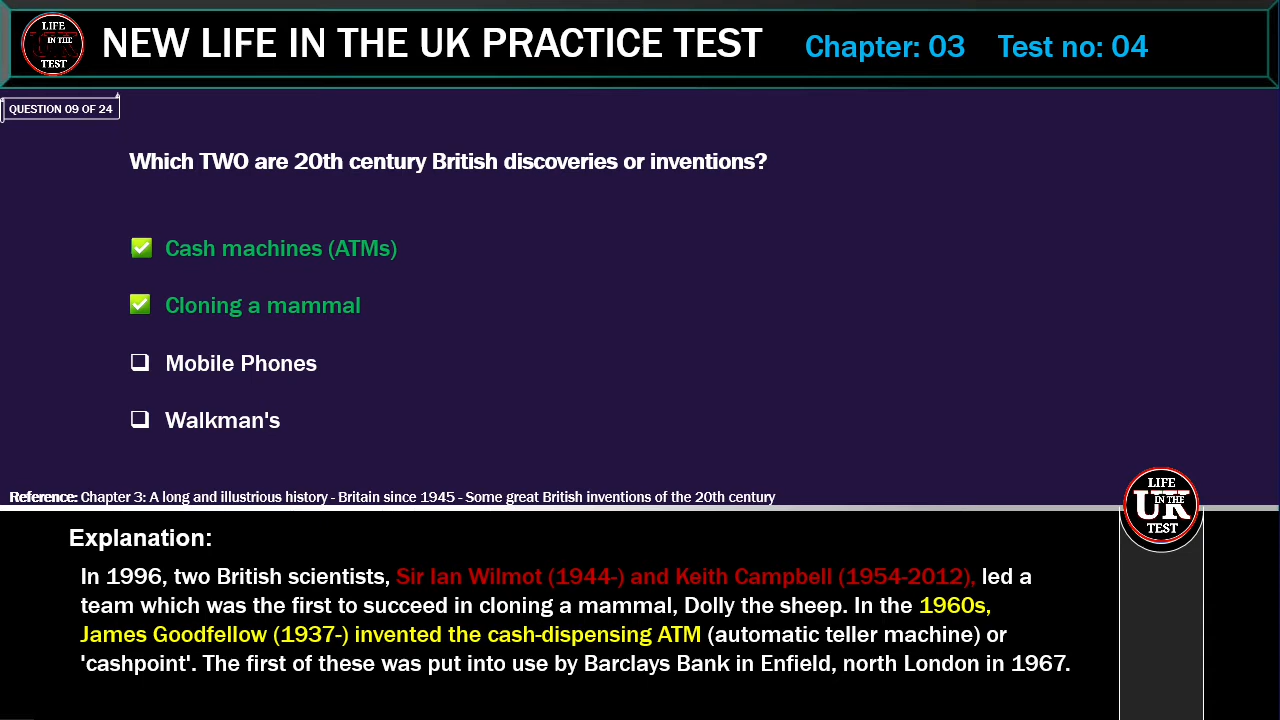 LIFE
UK IN THE
TEST
NEW LIFE IN THE UK PRACTICE TEST Chapter: 03 Test no: 04
QUESTION 09 OF 24
Which TWO are 20th century British discoveries or inventions?
Cash machines (ATMs)
Cloning a mammal
Mobile Phones
Walkman's
Reference: Chapter 3: A long and illustrious history - Britain since 1945 - Some great British inventions of the 20th century
LIFE
UK IN THE
TEST
Explanation:
In 1996, two British scientists, Sir Ian Wilmot (1944-) and Keith Campbell (1954-2012), led a
team which was the first to succeed in cloning a mammal, Dolly the sheep. In the 1960s,
James Goodfellow (1937-) invented the cash-dispensing ATM (automatic teller machine) or
'cashpoint'. The first of these was put into use by Barclays Bank in Enfield, north London in 1967.